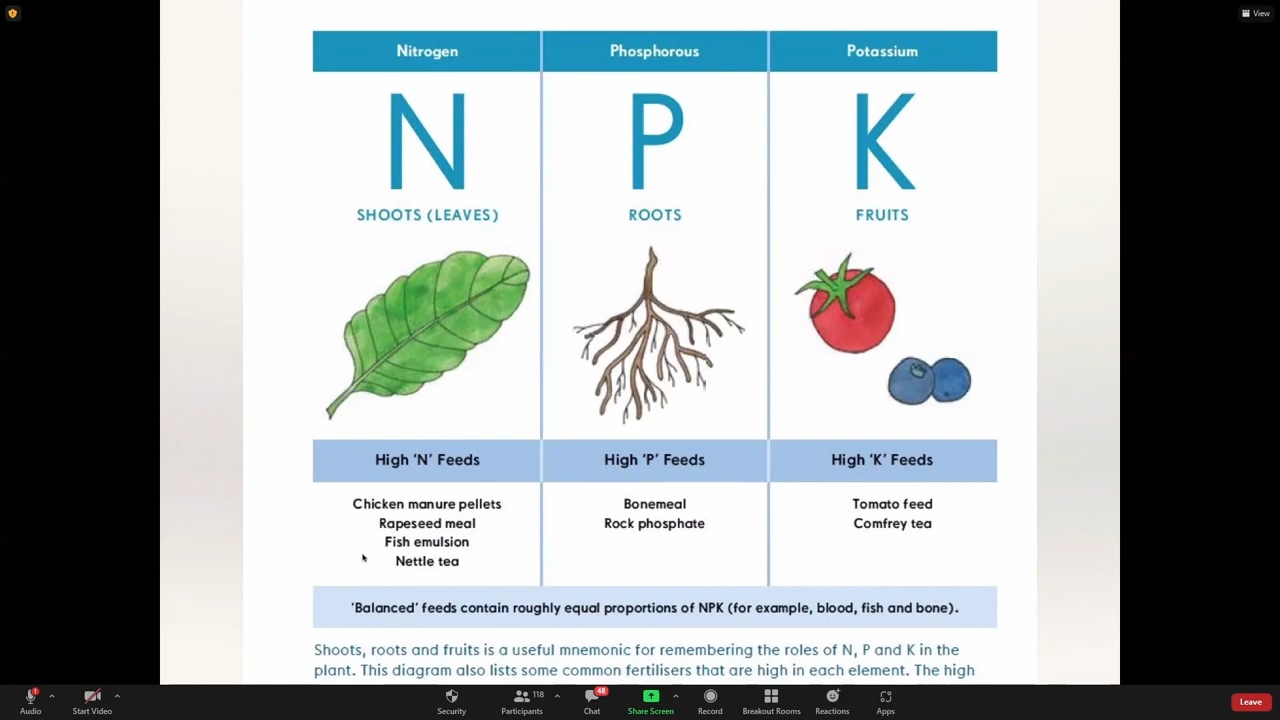 View
Nitrogen
Phosphorous
Potassium
N
P
K
SHOOTS (LEAVES)
ROOTS
FRUITS
High ‘N’ Feeds
High ‘P’ Feeds
High ‘K’ Feeds
Chicken manure pellets
Rapeseed meal
Fish emulsion
Nettle tea
Bonemeal
Rock phosphate
Tomato feed
Comfrey tea
‘Balanced’ feeds contain roughly equal proportions of NPK (for example, blood, fish and bone).
Shoots, roots and fruits is a useful mnemonic for remembering the roles of N, P and K in the
plant. This diagram also lists some common fertilisers that are high in each element. The high
Audio
Start Video
Security
118
Participants
48
Chat
Share Screen
Record
Breakout Rooms
Reactions
Apps
Leave